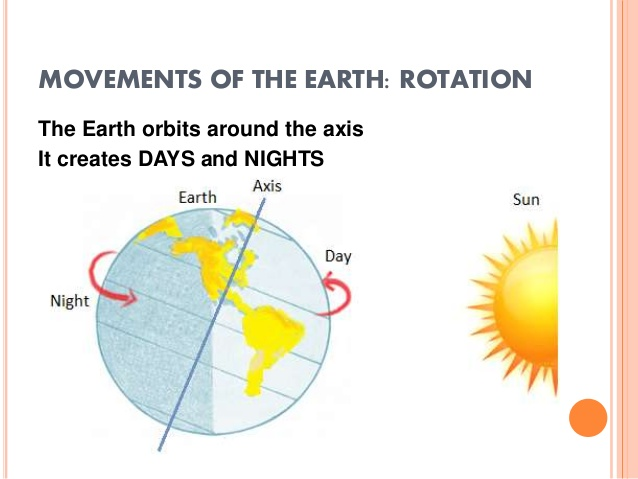 MOVEMENTS OF THE EARTH: ROTATION
The Earth orbits around the axis
It creates DAYS and NIGHTS
Axis
Earth
Sun
Day
Night